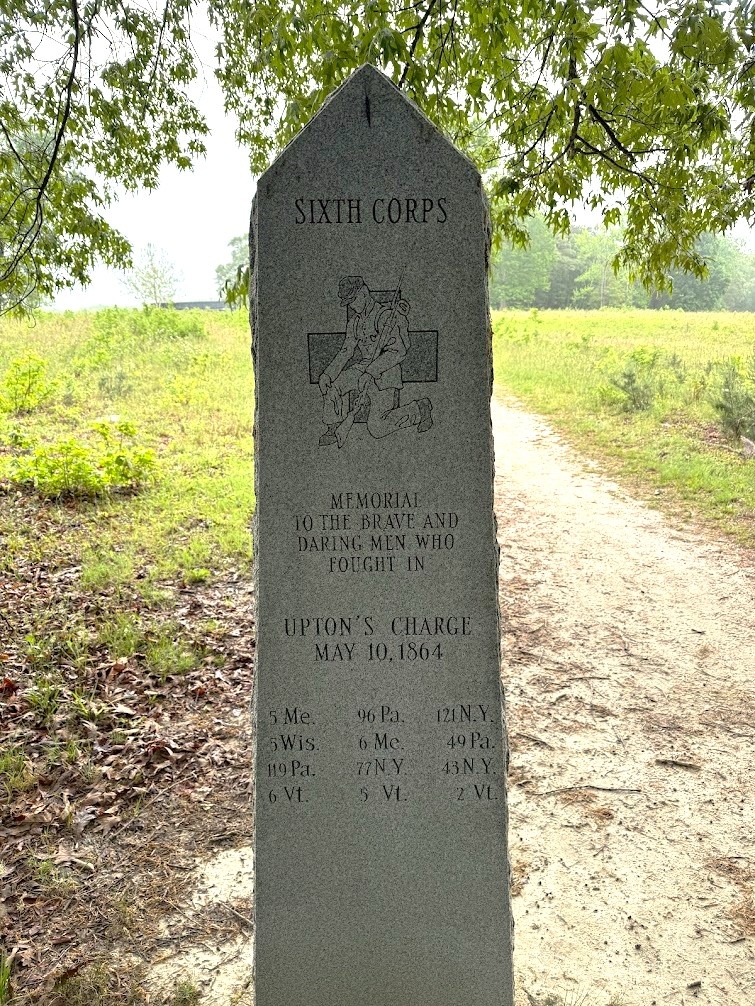 SIXTH CORPS
MEMORIAL
TO THE BRAVE AND
DARING MEN WHO
FOUGHT IN
UPTON'S CHARGE
MAY 10, 1864
5 Me. 96 Pa. 121 N.Y.
5 Wis. 6 Me. 49 Pa.
119 Pa. 77 N.Y. 43 N.Y.
6 Vt. 5 Vt. 2 Vt.